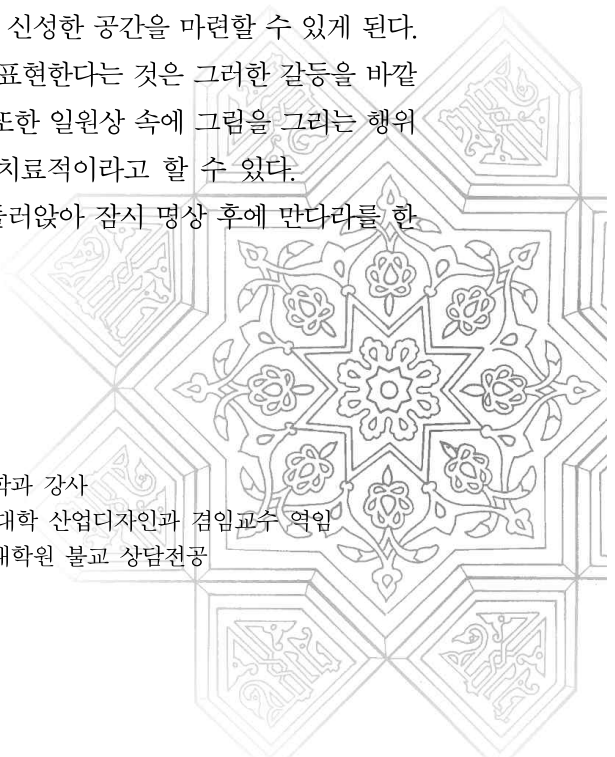 신성한 공간을 마련할 수 있게 된다.
표현한다는 것은 그러한 갈등을 바깥
또한 일원상 속에 그림을 그리는 행위
치료적이라고 할 수 있다.
둘러앉아 잠시 명상 후에 만다라를 한
학과 강사
대학 산업디자인과 겸임교수 역임
대학원 불교 상담전공